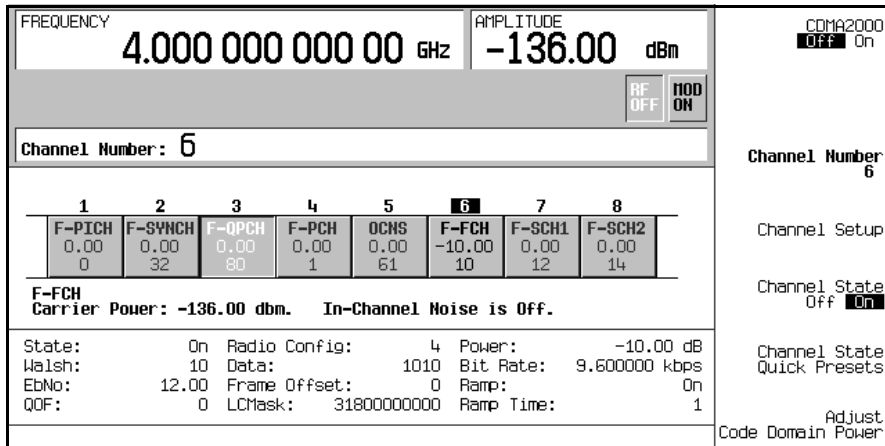 FREQUENCY
4.000 000 000 00 GHz
AMPLITUDE
-136.00 dBm
RF OFF
MOD ON
Channel Number: 6
1 2 3 4 5 6 7 8
F-PICH F-SYNCH F-QPCH F-PCH OCNS F-FCH F-SCH1 F-SCH2
0.00 0.00 0.00 0.00 0.00 -10.00 0.00 0.00
0 32 80 1 61 10 12 14
F-FCH
Carrier Power: -136.00 dbm. In-Channel Noise is Off.
State: On Radio Config: 4 Power: -10.00 dB
Walsh: 10 Data: 1010 Bit Rate: 9.600000 kbps
EbNo: 12.00 Frame Offset: 0 Ramp: On
QOF: 0 LCMask: 31800000000 Ramp Time: 1
CDMA2000
Off On
Channel Number
6
Channel Setup
Channel State
Off On
Channel State
Quick Presets
Adjust
Code Domain Power